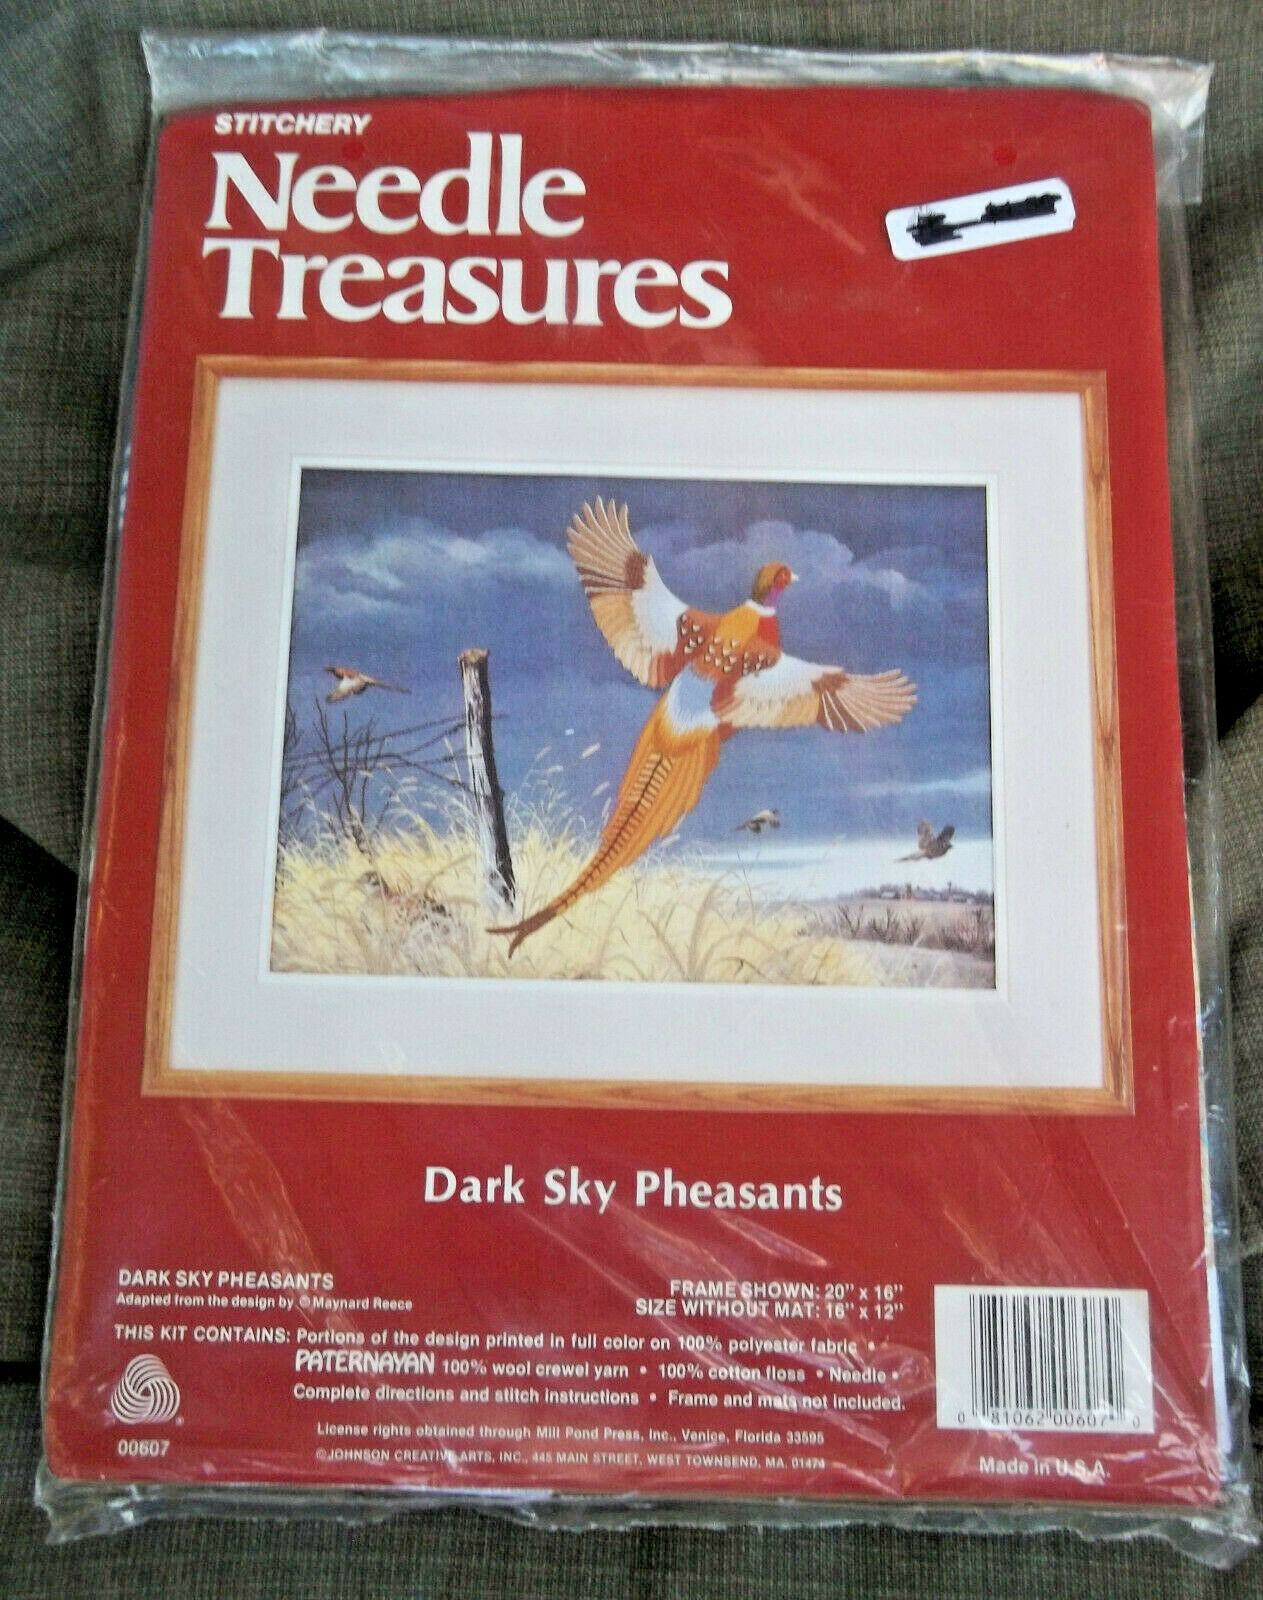 STITCHERY
Needle
Treasures
Dark Sky Pheasants
DARK SKY PHEASANTS
Adapted from the design by © Maynard Reece
FRAME SHOWN: 20" x 16"
SIZE WITHOUT MAT: 16" x 12"
THIS KIT CONTAINS: Portions of the design printed in full color on 100% polyester fabric •
PATERNAYAN 100% wool crewel yarn • 100% cotton floss • Needle •
Complete directions and stitch instructions • Frame and mats not included.
License rights obtained through Mill Pond Press, Inc., Venice, Florida 33595
© JOHNSON CREATIVE ARTS, INC., 445 MAIN STREET, WEST TOWNSEND, MA. 01474
00607
0 81062 00607 0
Made in U.S.A.